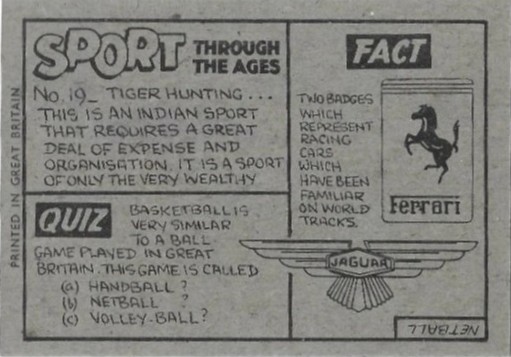 SPORT THROUGH
THE AGES
No. 19_ TIGER HUNTING...
THIS IS AN INDIAN SPORT
THAT REQUIRES A GREAT
DEAL OF EXPENSE AND
ORGANISATION. IT IS A SPORT
OF ONLY THE VERY WEALTHY
PRINTED IN GREAT BRITAIN
FACT
TWO BADGES
WHICH
REPRESENT
RACING
CARS
WHICH
HAVE BEEN
FAMILIAR
ON WORLD
TRACKS.
Ferrari
JAGUAR
QUIZ
BASKETBALL IS
VERY SIMILAR
TO A BALL
GAME PLAYED IN GREAT
BRITAIN. THIS GAME IS CALLED
(a) HANDBALL ?
(b) NETBALL ?
(c) VOLLEY-BALL?
NETBALL